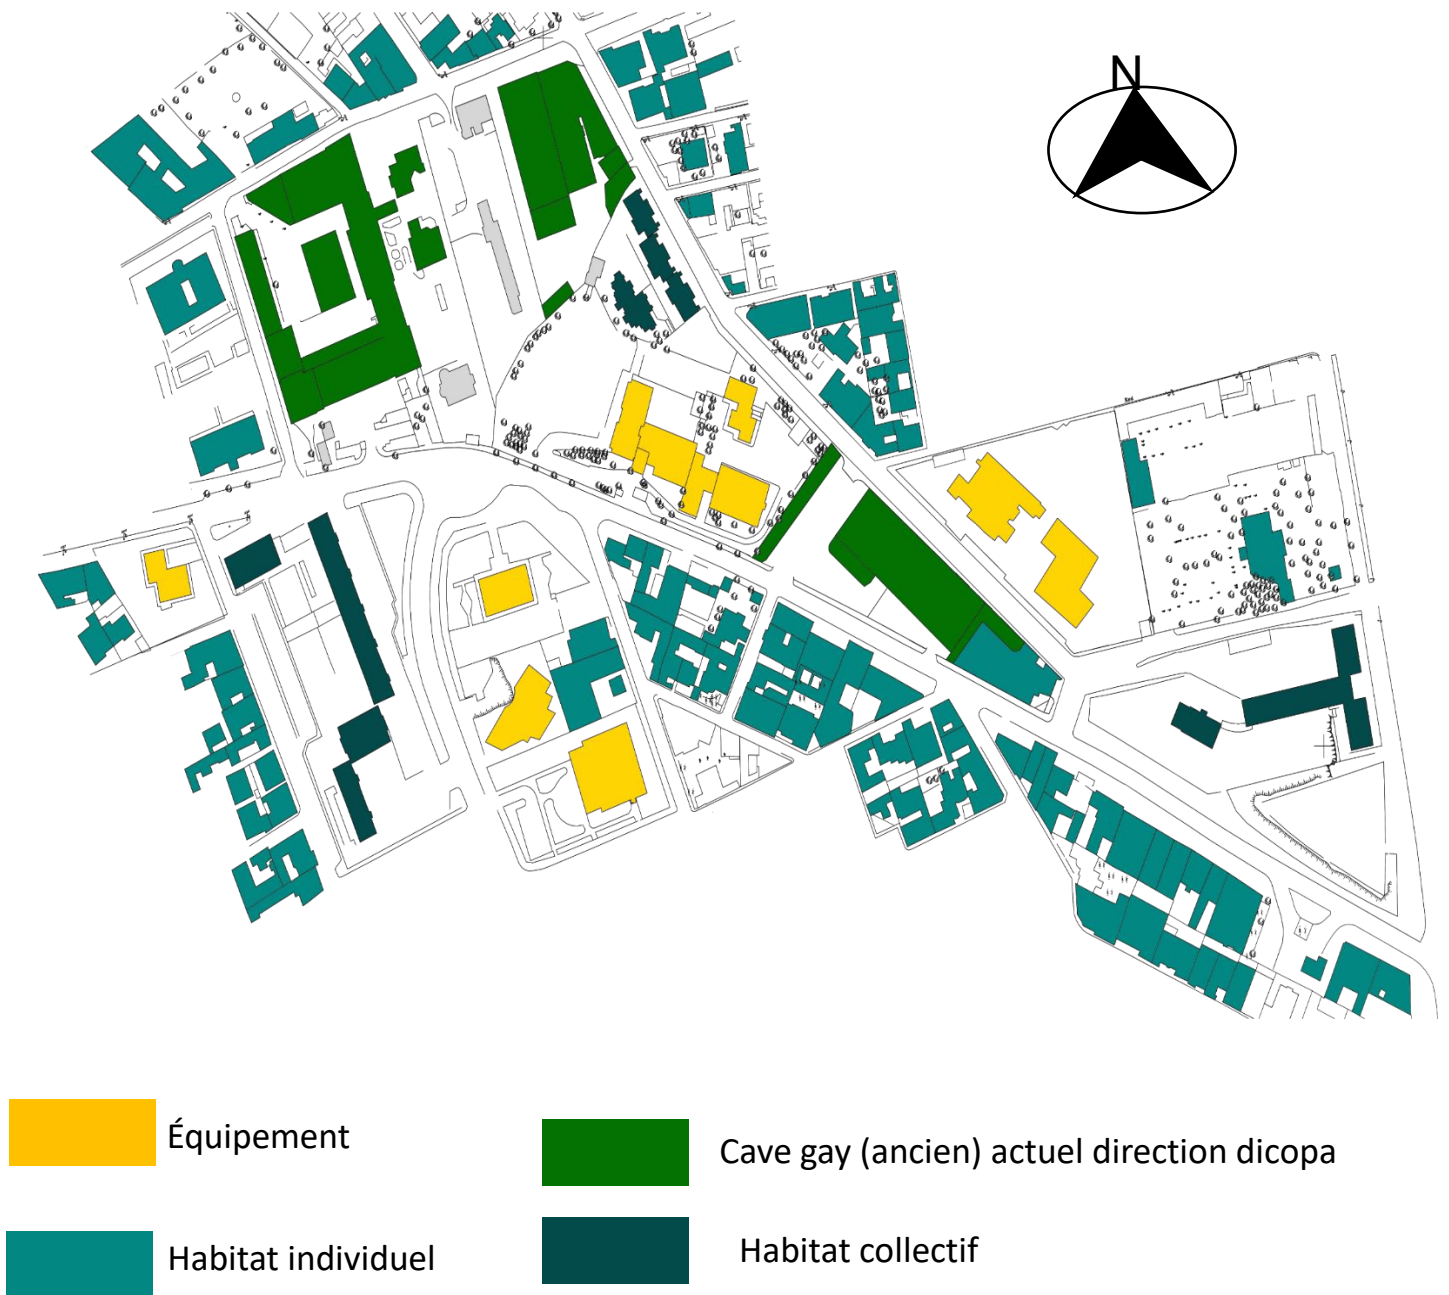 N
Équipement
Cave gay (ancien) actuel direction dicopa
Habitat individuel
Habitat collectif